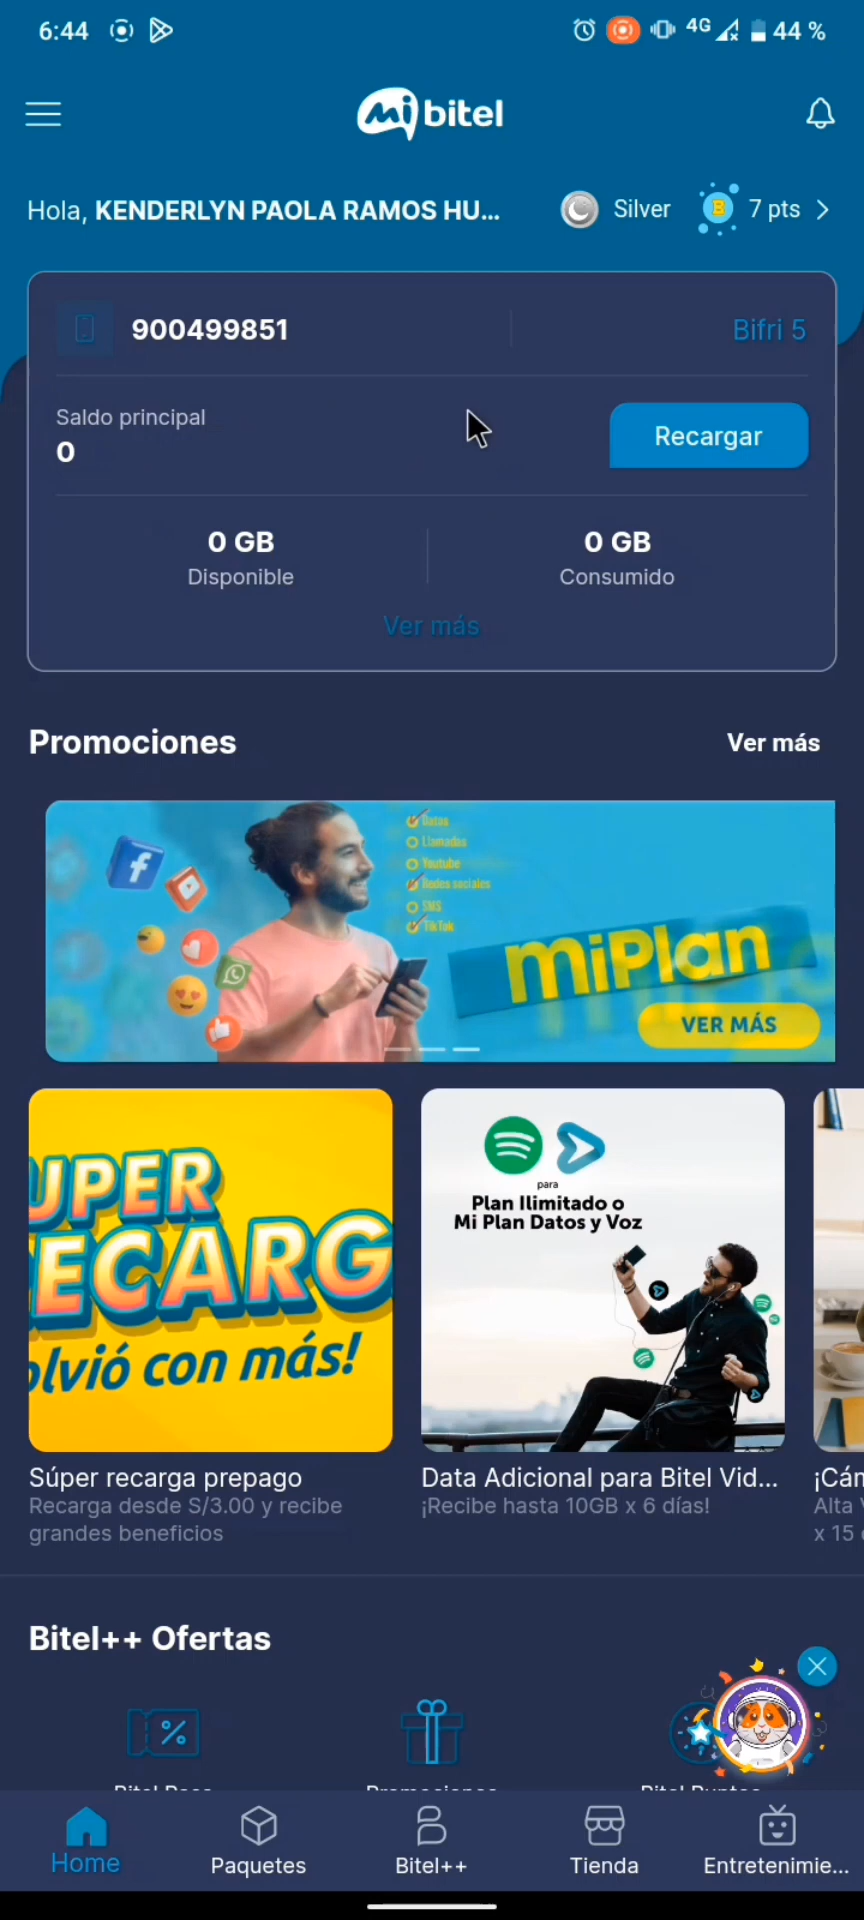 6:44
4G
44 %
mi bitel
Hola, KENDERLYN PAOLA RAMOS HU...
Silver
7 pts
900499851
Bifri 5
Saldo principal
0
Recargar
0 GB
Disponible
0 GB
Consumido
Ver más
Promociones
Ver más
Datos
Llamadas
Youtube
Redes sociales
SMS
TikTok
miPlan
VER MÁS
UPER
ECARG
olvió con más!
para
Plan Ilimitado o
Mi Plan Datos y Voz
Súper recarga prepago
Recarga desde S/3.00 y recibe
grandes beneficios
Data Adicional para Bitel Vid...
¡Recibe hasta 10GB x 6 días!
¡Cám
Alta
x 15
Bitel++ Ofertas
Promociones
Bitel Puntos
Home
Paquetes
Bitel++
Tienda
Entretenimie...